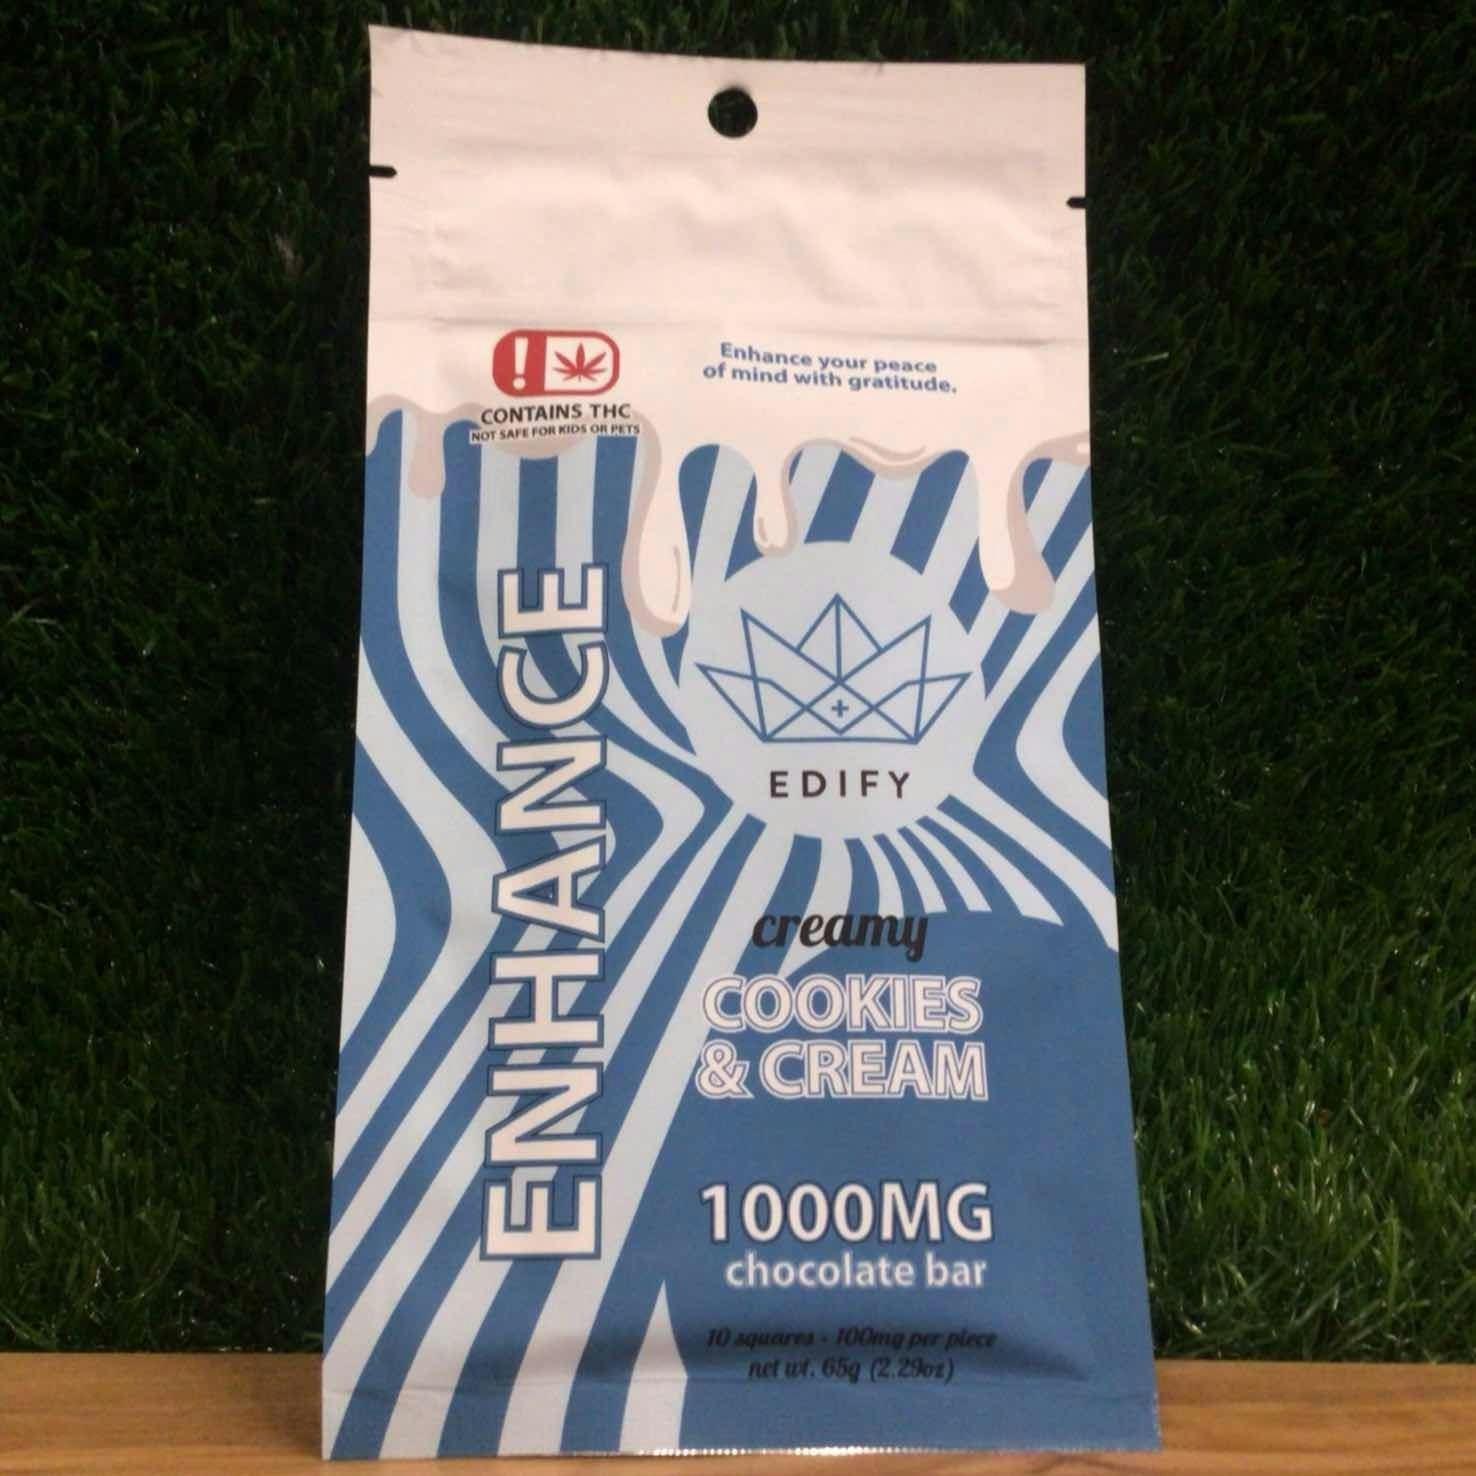 Enhance your peace
of mind with gratitude.
!
CONTAINS THC
NOT SAFE FOR KIDS OR PETS
ENHANCE
+
EDIFY
creamy
COOKIES
& CREAM
1000MG
chocolate bar
10 squares - 100mg per piece
net wt. 65g (2.29oz)